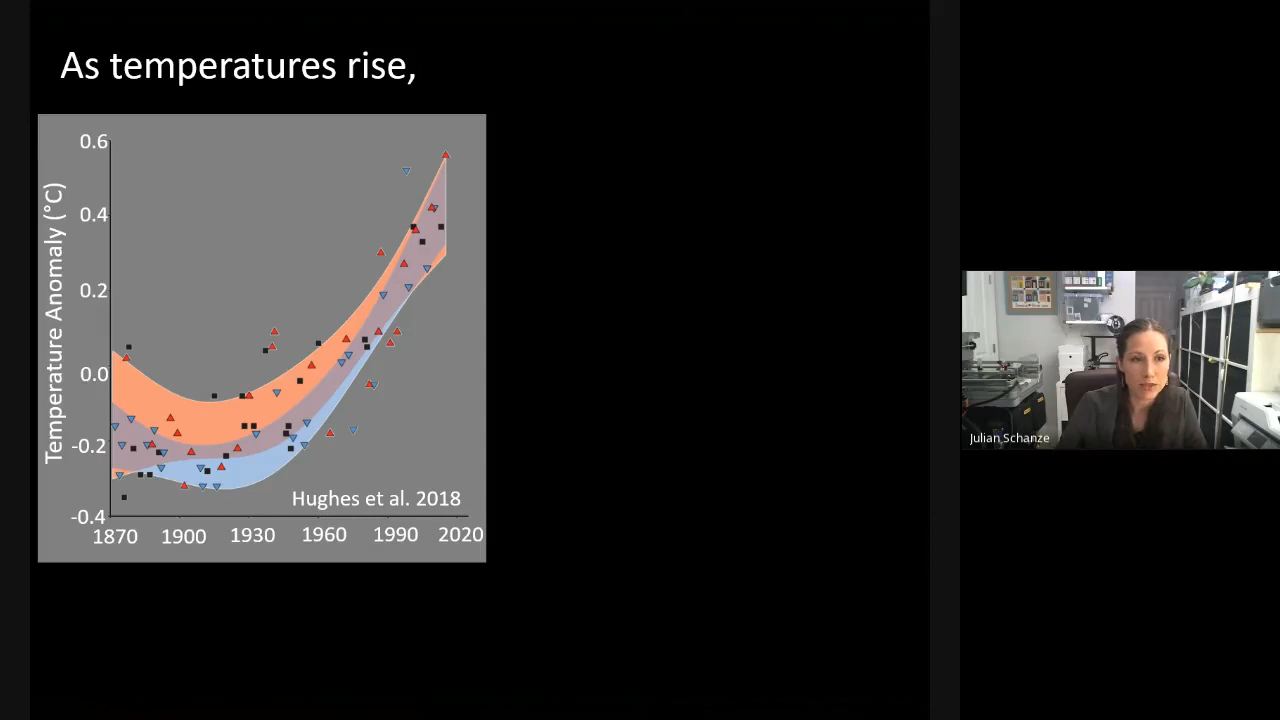 As temperatures rise,
Temperature Anomaly (°C)
0.6
0.4
0.2
0.0
-0.2
-0.4
Hughes et al. 2018
1870 1900 1930 1960 1990 2020
Julian Schanze